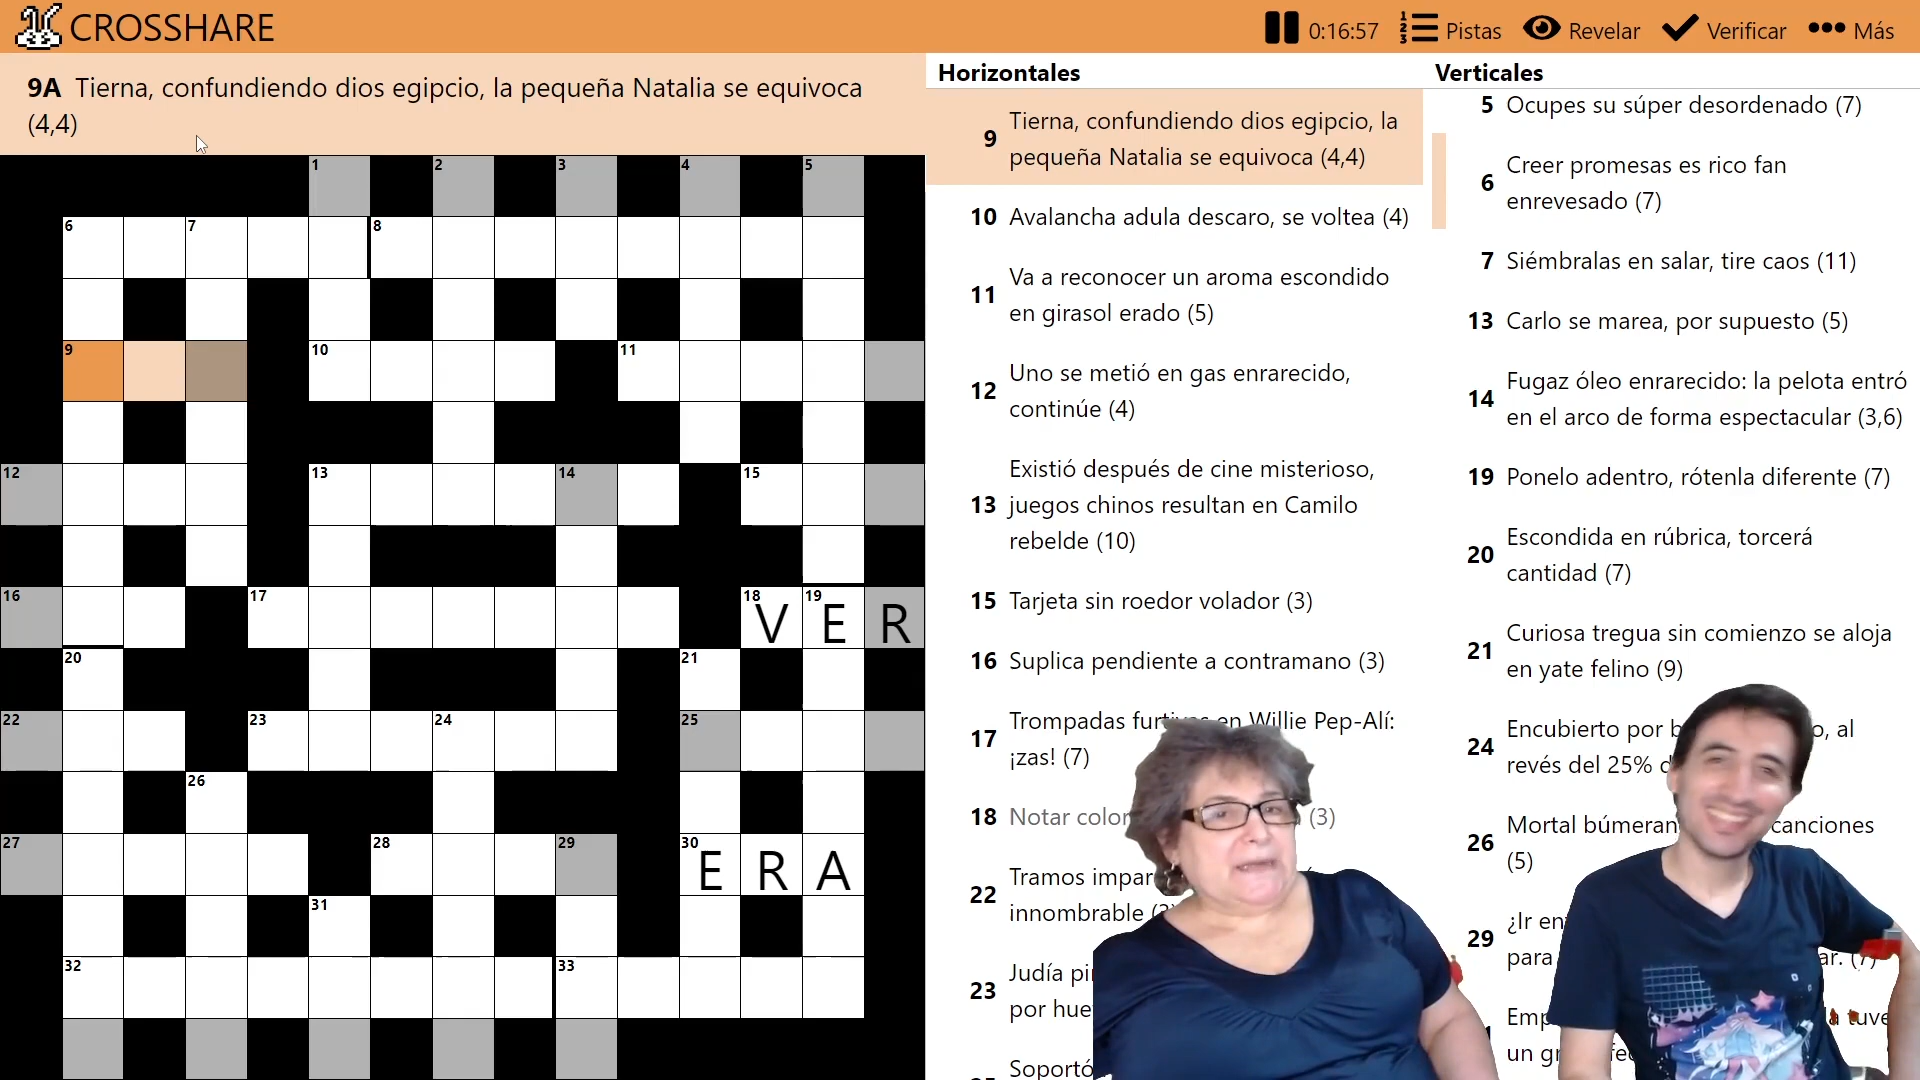 CROSSHARE
0:16:57 Pistas Revelar Verificar Más
9A Tierna, confundiendo dios egipcio, la pequeña Natalia se equivoca
(4,4)
1 2 3 4 5
6 7 8
9 10 11
12 13 14 15
16 17 18 V 19 E R
20 21
22 23 24 25
26
27 28 29 30 E R A
31
32 33
Horizontales
9 Tierna, confundiendo dios egipcio, la
pequeña Natalia se equivoca (4,4)
10 Avalancha adula descaro, se voltea (4)
11 Va a reconocer un aroma escondido
en girasol erado (5)
12 Uno se metió en gas enrarecido,
continúe (4)
13 Existió después de cine misterioso,
juegos chinos resultan en Camilo
rebelde (10)
15 Tarjeta sin roedor volador (3)
16 Suplica pendiente a contramano (3)
17 Trompadas furtivas en Willie Pep-Alí:
¡zas! (7)
18 Notar (3)
22 Tramos
innombrable
23 Judía
por
Soportó
Verticales
5 Ocupes su súper desordenado (7)
6 Creer promesas es rico fan
enrevesado (7)
7 Siémbralas en salar, tire caos (11)
13 Carlo se marea, por supuesto (5)
14 Fugaz óleo enrarecido: la pelota entró
en el arco de forma espectacular (3,6)
19 Ponelo adentro, rótenla diferente (7)
20 Escondida en rúbrica, torcerá
cantidad (7)
21 Curiosa tregua sin comienzo se aloja
en yate felino (9)
24 Encubierto por al
revés del 25%
26 Mortal canciones
(5)
29 ¿Ir
para (7)
un